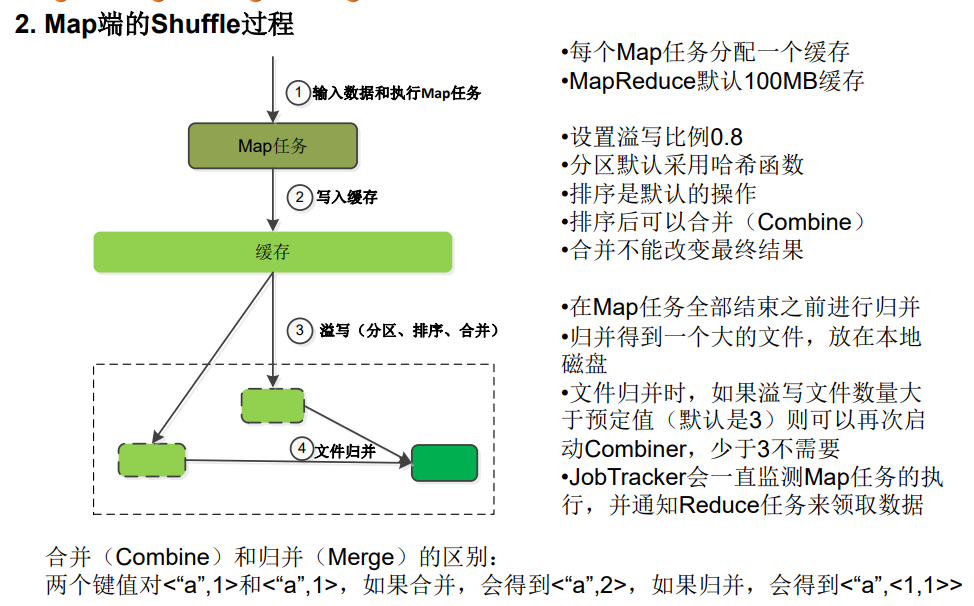 2. Map端的Shuffle过程
①输入数据和执行Map任务
Map任务
②写入缓存
缓存
③溢写（分区、排序、合并）
④文件归并
•每个Map任务分配一个缓存
•MapReduce默认100MB缓存
•设置溢写比例0.8
•分区默认采用哈希函数
•排序是默认的操作
•排序后可以合并（Combine）
•合并不能改变最终结果
•在Map任务全部结束之前进行归并
•归并得到一个大的文件，放在本地
磁盘
•文件归并时，如果溢写文件数量大
于预定值（默认是3）则可以再次启
动Combiner，少于3不需要
•JobTracker会一直监测Map任务的执
行，并通知Reduce任务来领取数据
合并（Combine）和归并（Merge）的区别：
两个键值对<“a”,1>和<“a”,1>，如果合并，会得到<“a”,2>，如果归并，会得到<“a”,<1,1>>